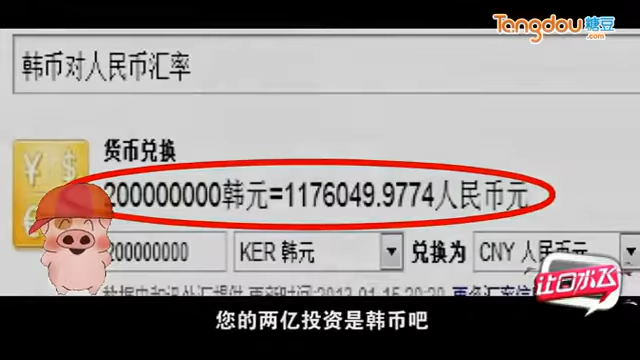 Tangdou糖豆
.com
韩币对人民币汇率
货币兑换
200000000韩元=1176049.9774人民币元
200000000 KER 韩元 兑换为 CNY 人民币元
让口水飞
您的两亿投资是韩币吧